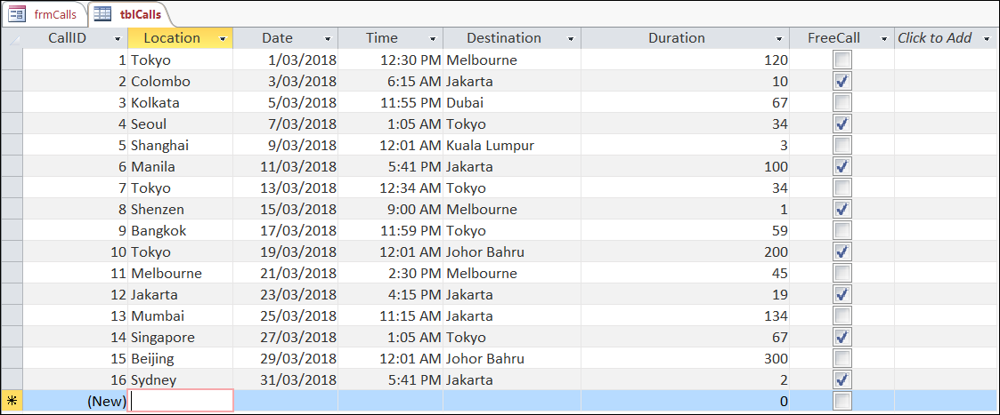 frmCalls tblCalls
CallID Location Date Time Destination Duration FreeCall Click to Add
1 Tokyo 1/03/2018 12:30 PM Melbourne 120
2 Colombo 3/03/2018 6:15 AM Jakarta 10
3 Kolkata 5/03/2018 11:55 PM Dubai 67
4 Seoul 7/03/2018 1:05 AM Tokyo 34
5 Shanghai 9/03/2018 12:01 AM Kuala Lumpur 3
6 Manila 11/03/2018 5:41 PM Jakarta 100
7 Tokyo 13/03/2018 12:34 AM Tokyo 34
8 Shenzen 15/03/2018 9:00 AM Melbourne 1
9 Bangkok 17/03/2018 11:59 PM Tokyo 59
10 Tokyo 19/03/2018 12:01 AM Johor Bahru 200
11 Melbourne 21/03/2018 2:30 PM Melbourne 45
12 Jakarta 23/03/2018 4:15 PM Jakarta 19
13 Mumbai 25/03/2018 11:15 AM Jakarta 134
14 Singapore 27/03/2018 1:05 AM Tokyo 67
15 Beijing 29/03/2018 12:01 AM Johor Bahru 300
16 Sydney 31/03/2018 5:41 PM Jakarta 2
(New) 0